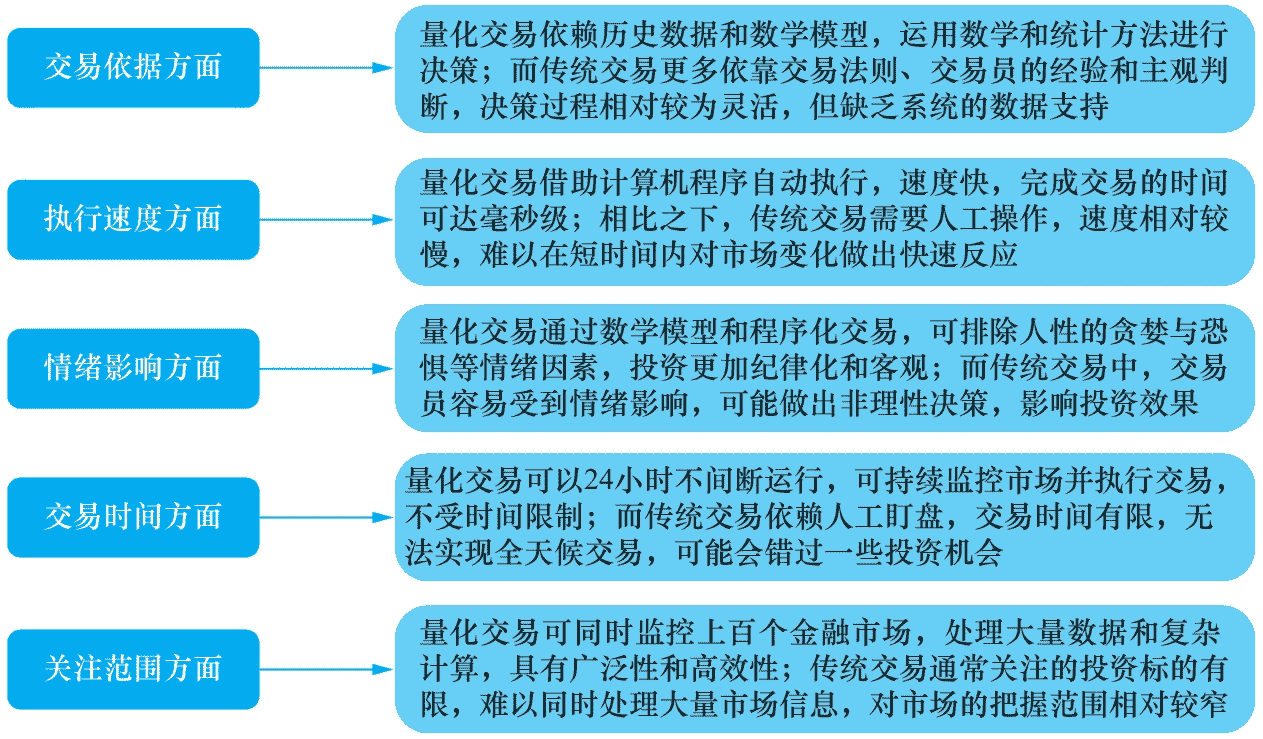 交易依据方面
量化交易依赖历史数据和数学模型，运用数学和统计方法进行
决策；而传统交易更多依靠交易法则、交易员的经验和主观判
断，决策过程相对较为灵活，但缺乏系统的数据支持
执行速度方面
量化交易借助计算机程序自动执行，速度快，完成交易的时间
可达毫秒级；相比之下，传统交易需要人工操作，速度相对较
慢，难以在短时间内对市场变化做出快速反应
情绪影响方面
量化交易通过数学模型和程序化交易，可排除人性的贪婪与恐
惧等情绪因素，投资更加纪律化和客观；而传统交易中，交易
员容易受到情绪影响，可能做出非理性决策，影响投资效果
交易时间方面
量化交易可以24小时不间断运行，可持续监控市场并执行交易，
不受时间限制；而传统交易依赖人工盯盘，交易时间有限，无
法实现全天候交易，可能会错过一些投资机会
关注范围方面
量化交易可同时监控上百个金融市场，处理大量数据和复杂
计算，具有广泛性和高效性；传统交易通常关注的投资标的有
限，难以同时处理大量市场信息，对市场的把握范围相对较窄